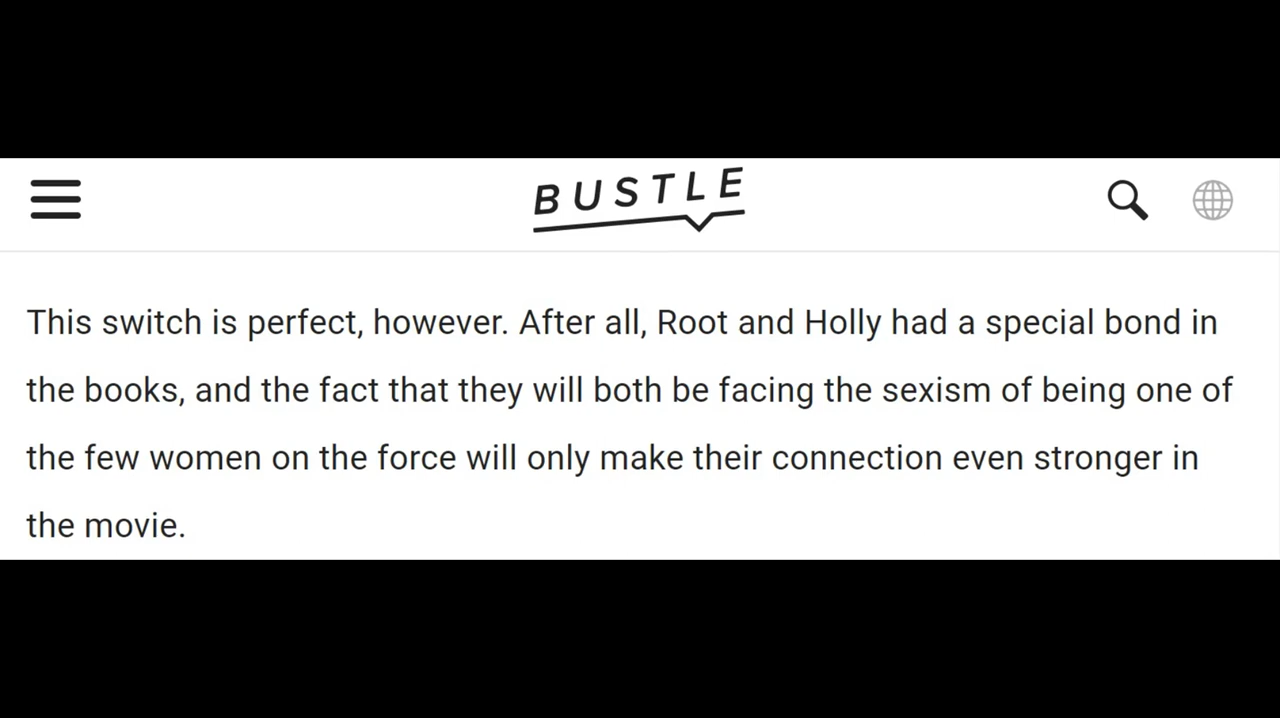 BUSTLE
This switch is perfect, however. After all, Root and Holly had a special bond in
the books, and the fact that they will both be facing the sexism of being one of
the few women on the force will only make their connection even stronger in
the movie.